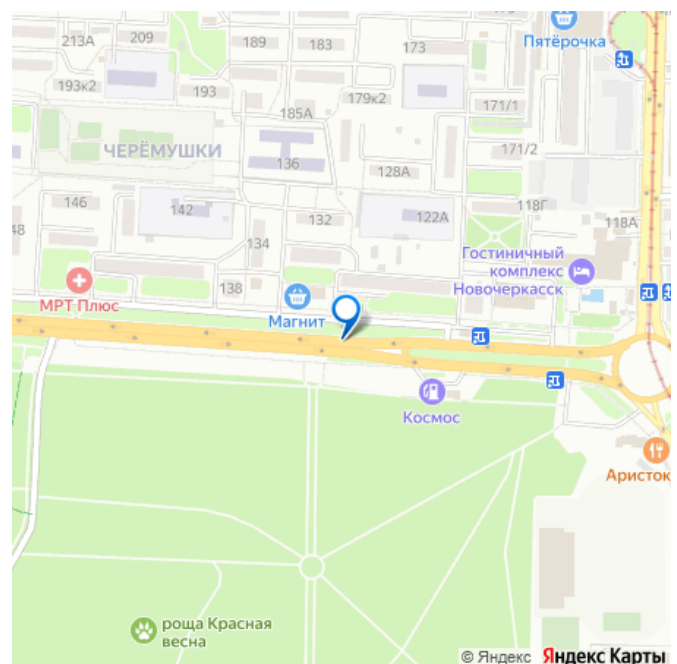 213А
209
189
183
173
Пятёрочка
193к2
193
179к2
185А
171/1
171/2
ЧЕРЁМУШКИ
136
128А
146
142
132
122А
118Г
118А
48
134
138
Гостиничный
комплекс
Новочеркасск
МРТ Плюс
Магнит
Космос
Аристок
роща Красная
весна
© Яндекс Яндекс Карты